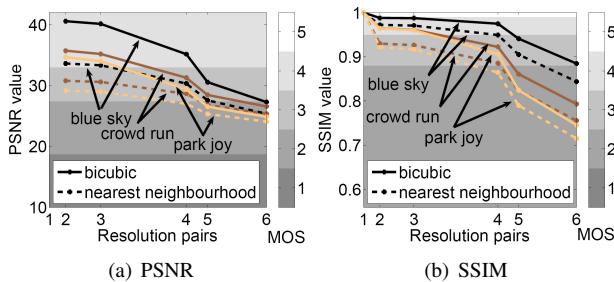 PSNR value
40
30
20
10
blue sky
crowd run
park joy
bicubic
nearest neighbourhood
1 2 3 4 5 6
Resolution pairs
5
4
3
2
1
MOS
(a) PSNR
SSIM value
1
0.9
0.8
0.7
0.6
blue sky
crowd run
park joy
bicubic
nearest neighbourhood
1 2 3 4 5 6
Resolution pairs
5
4
3
2
1
MOS
(b) SSIM